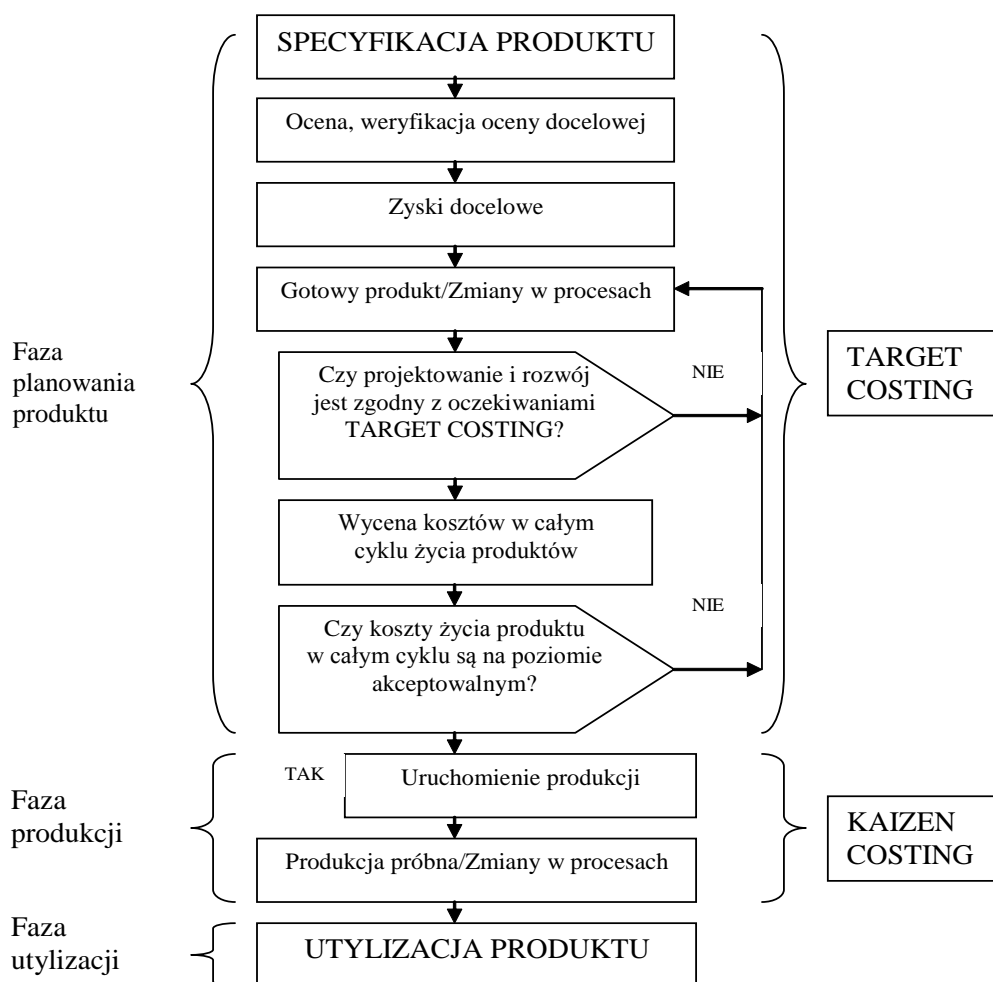 SPECYFIKACJA PRODUKTU
Ocena, weryfikacja oceny docelowej
Zyski docelowe
Gotowy produkt/Zmiany w procesach
Faza
planowania
produktu
Czy projektowanie i rozwój
jest zgodny z oczekiwaniami
TARGET COSTING?
NIE
TARGET
COSTING
Wycena kosztów w całym
cyklu życia produktów
Czy koszty życia produktu
w całym cyklu są na poziomie
akceptowalnym?
NIE
TAK
Uruchomienie produkcji
Faza
produkcji
Produkcja próbna/Zmiany w procesach
KAIZEN
COSTING
Faza
utylizacji
UTYLIZACJA PRODUKTU